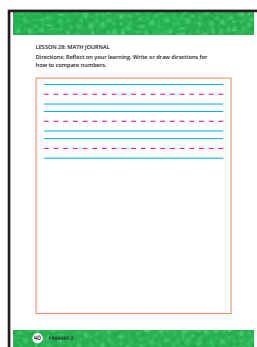 LESSON 28: MATH JOURNAL
Directions: Reflect on your learning. Write or draw directions for
how to compare numbers.
40 PRIMARY 2